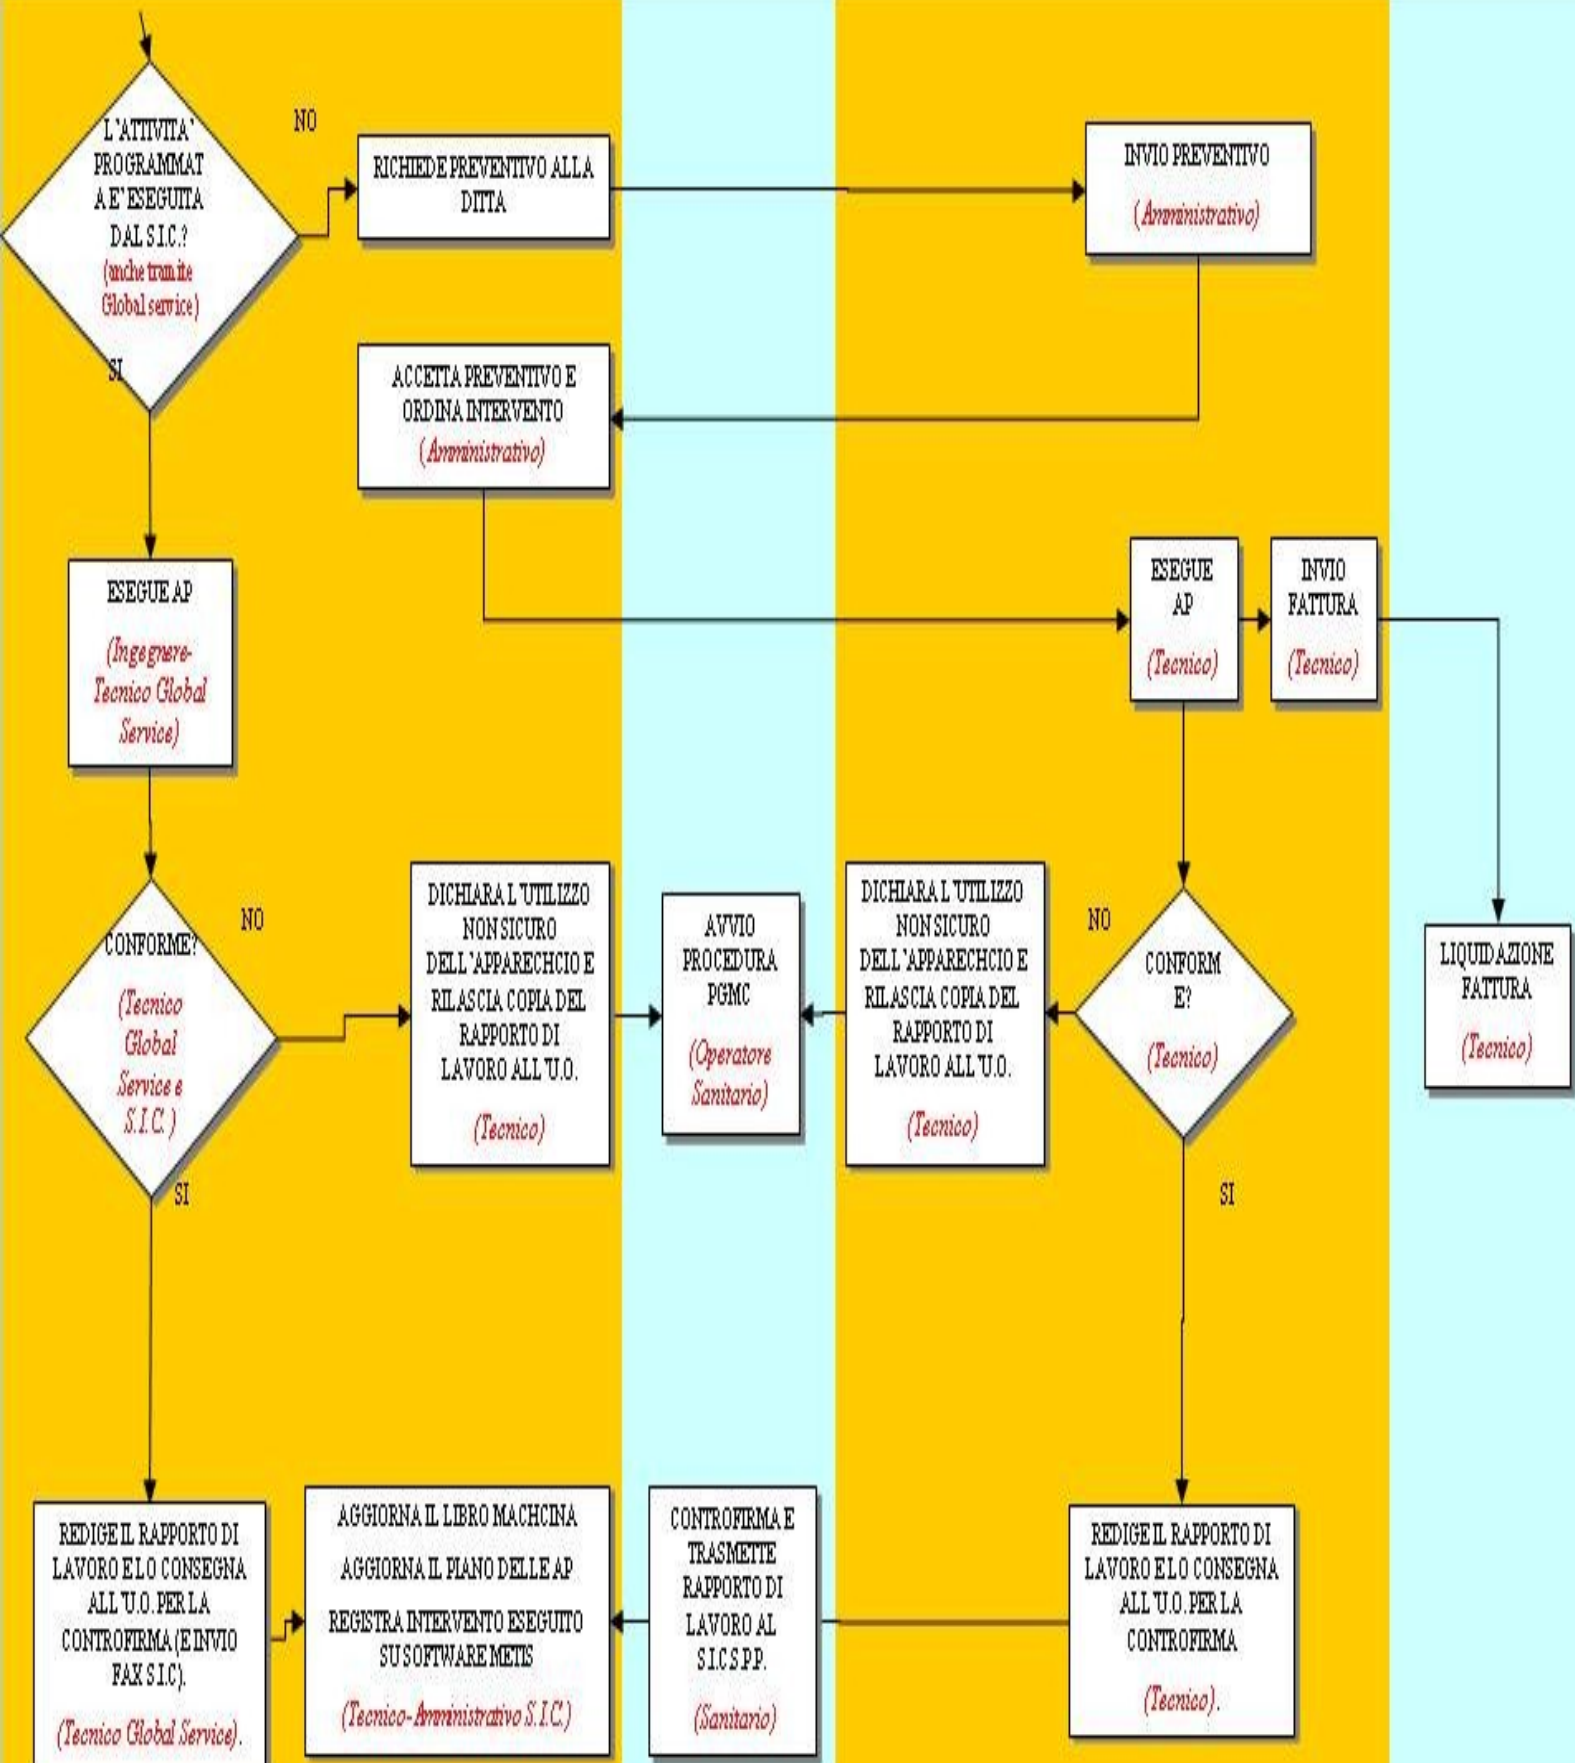 L'ATTIVITA'
PROGRAMMAT
A E' ESEGUITA
DAL S.I.C.?
(anche tramite
Global service)
NO
SI
RICHIEDE PREVENTIVO ALLA
DITTA
INVIO PREVENTIVO
(Amministrativo)
ACCETTA PREVENTIVO E
ORDINA INTERVENTO
(Amministrativo)
ESEGUE AP
(Ingegnere-
Tecnico Global
Service)
ESEGUE
AP
(Tecnico)
INVIO
FATTURA
(Tecnico)
CONFORME?
(Tecnico
Global
Service e
S.I.C. )
NO
SI
DICHIARA L'UTILIZZO
NON SICURO
DELL'APPARECHCIO E
RILASCIA COPIA DEL
RAPPORTO DI
LAVORO ALL'U.O.
(Tecnico)
AVVIO
PROCEDURA
PGMC
(Operatore
Sanitario)
DICHIARA L'UTILIZZO
NON SICURO
DELL'APPARECHCIO E
RILASCIA COPIA DEL
RAPPORTO DI
LAVORO ALL'U.O.
(Tecnico)
NO
CONFORM
E?
(Tecnico)
SI
LIQUIDAZIONE
FATTURA
(Tecnico)
REDIGE IL RAPPORTO DI
LAVORO E LO CONSEGNA
ALL'U.O. PER LA
CONTROFIRMA (E INVIO
FAX S.I.C).
(Tecnico Global Service).
AGGIORNA IL LIBRO MACHCINA
AGGIORNA IL PIANO DELLE AP
REGISTRA INTERVENTO ESEGUITO
SU SOFTWARE METIS
(Tecnico-Amministrativo S.I.C.)
CONTROFIRMA E
TRASMETTE
RAPPORTO DI
LAVORO AL
S.I.C.S.P.P.
(Sanitario)
REDIGE IL RAPPORTO DI
LAVORO E LO CONSEGNA
ALL'U.O. PER LA
CONTROFIRMA
(Tecnico).